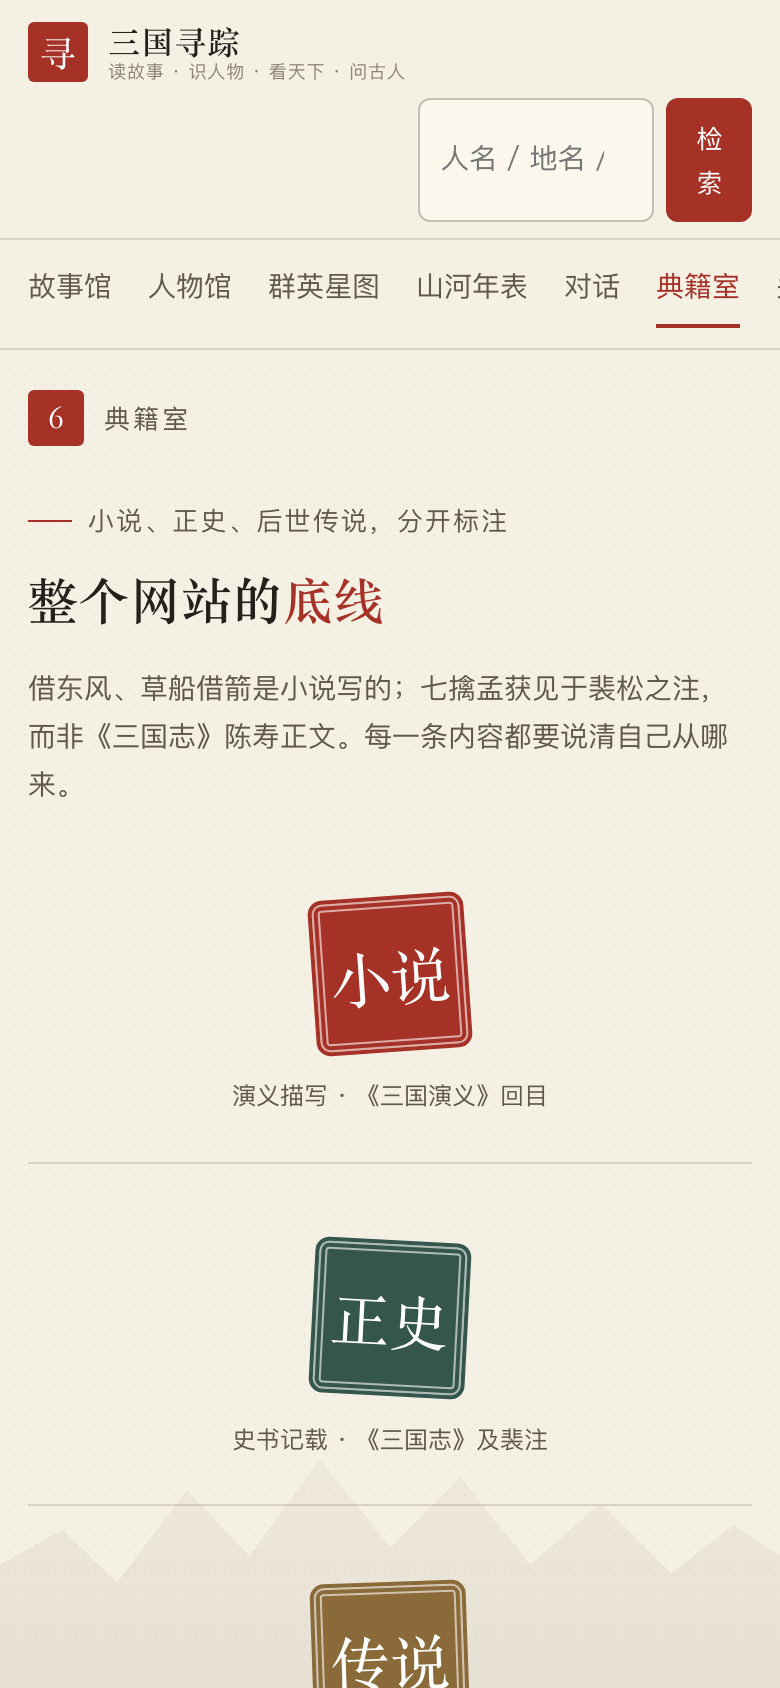 寻
三国寻踪
读故事 · 识人物 · 看天下 · 问古人
人名 / 地名 /
检
索
故事馆 人物馆 群英星图 山河年表 对话 典籍室
6 典籍室
小说、正史、后世传说，分开标注
整个网站的底线
借东风、草船借箭是小说写的；七擒孟获见于裴松之注，
而非《三国志》陈寿正文。每一条内容都要说清自己从哪
来。
小说
演义描写 · 《三国演义》回目
正史
史书记载 · 《三国志》及裴注
传说